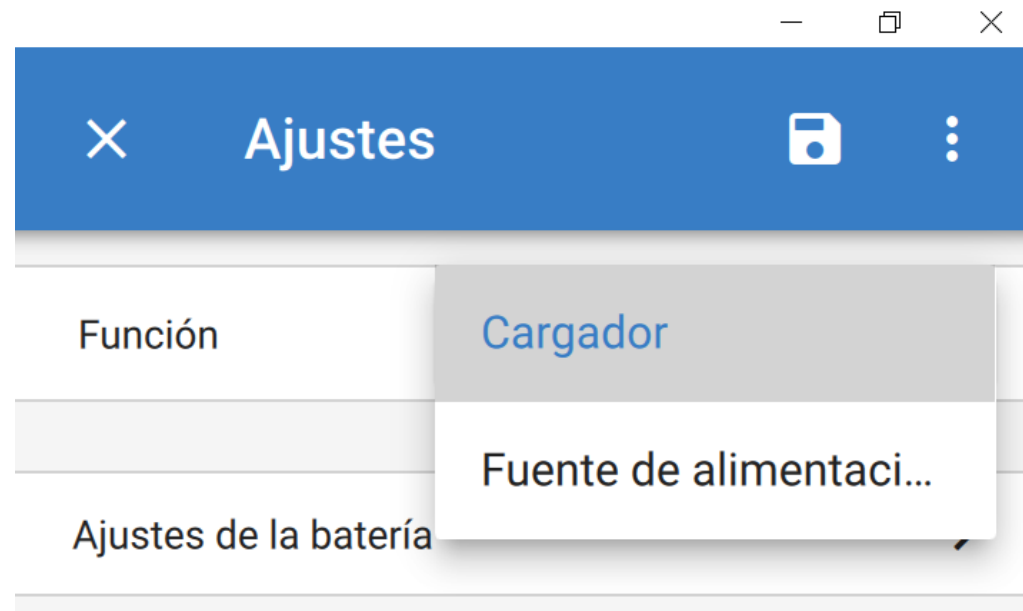 Ajustes
Función
Cargador
Fuente de alimentaci...
Ajustes de la batería